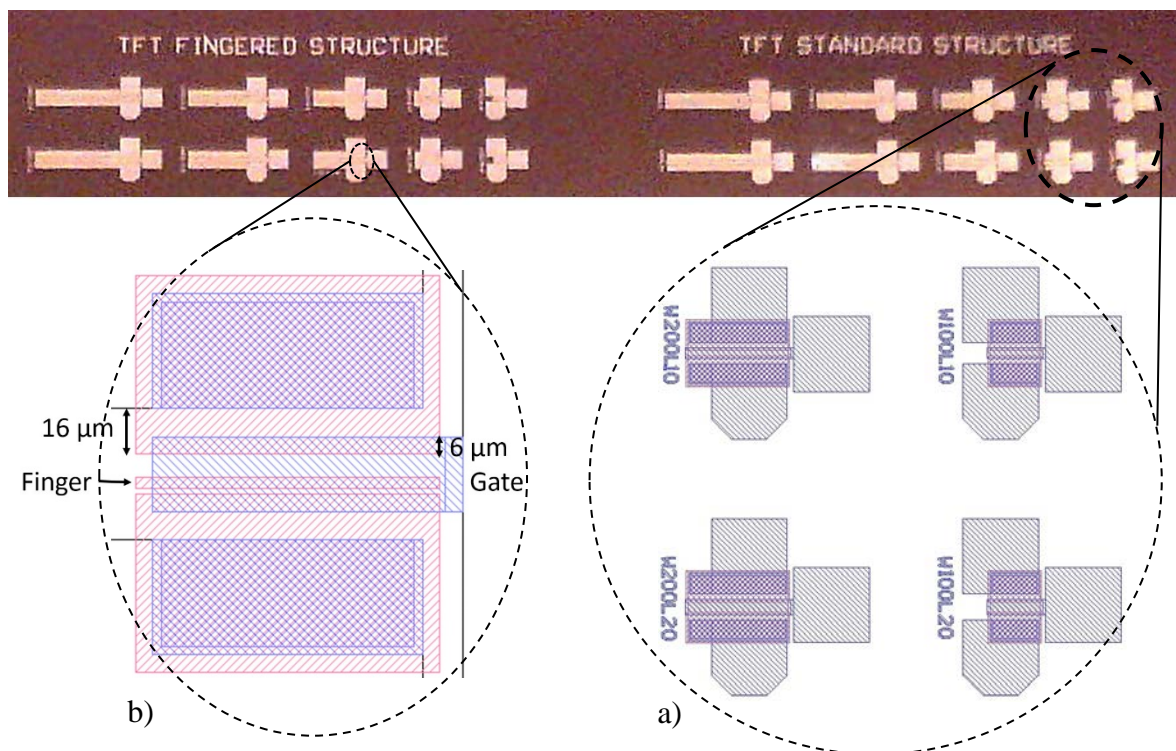 TFT FINGERED STRUCTURE
TFT STANDARD STRUCTURE
16 µm
6 µm
Finger
Gate
W200L10
W100L10
W200L20
W100L20
b)
a)